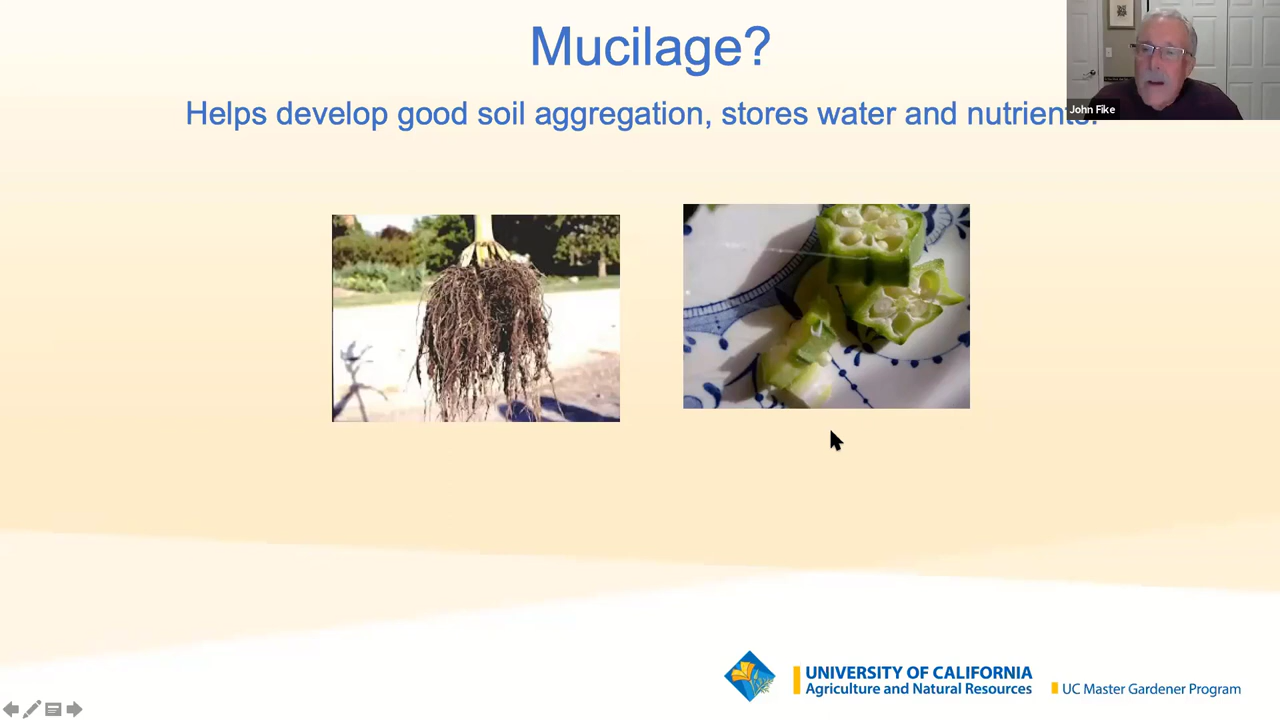 Mucilage?
Helps develop good soil aggregation, stores water and nutrients.
John Fike
UNIVERSITY OF CALIFORNIA
Agriculture and Natural Resources
UC Master Gardener Program